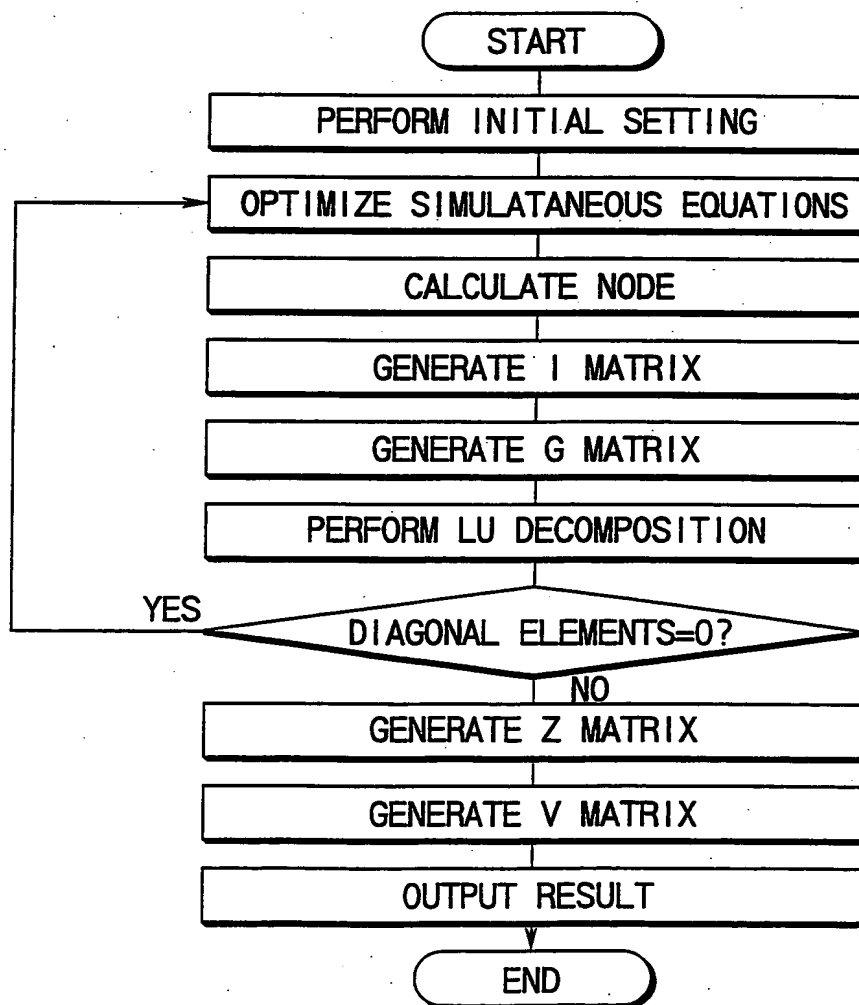 START
PERFORM INITIAL SETTING
OPTIMIZE SIMULATANEOUS EQUATIONS
CALCULATE NODE
GENERATE I MATRIX
GENERATE G MATRIX
PERFORM LU DECOMPOSITION
YES
DIAGONAL ELEMENTS=0?
NO
GENERATE Z MATRIX
GENERATE V MATRIX
OUTPUT RESULT
END